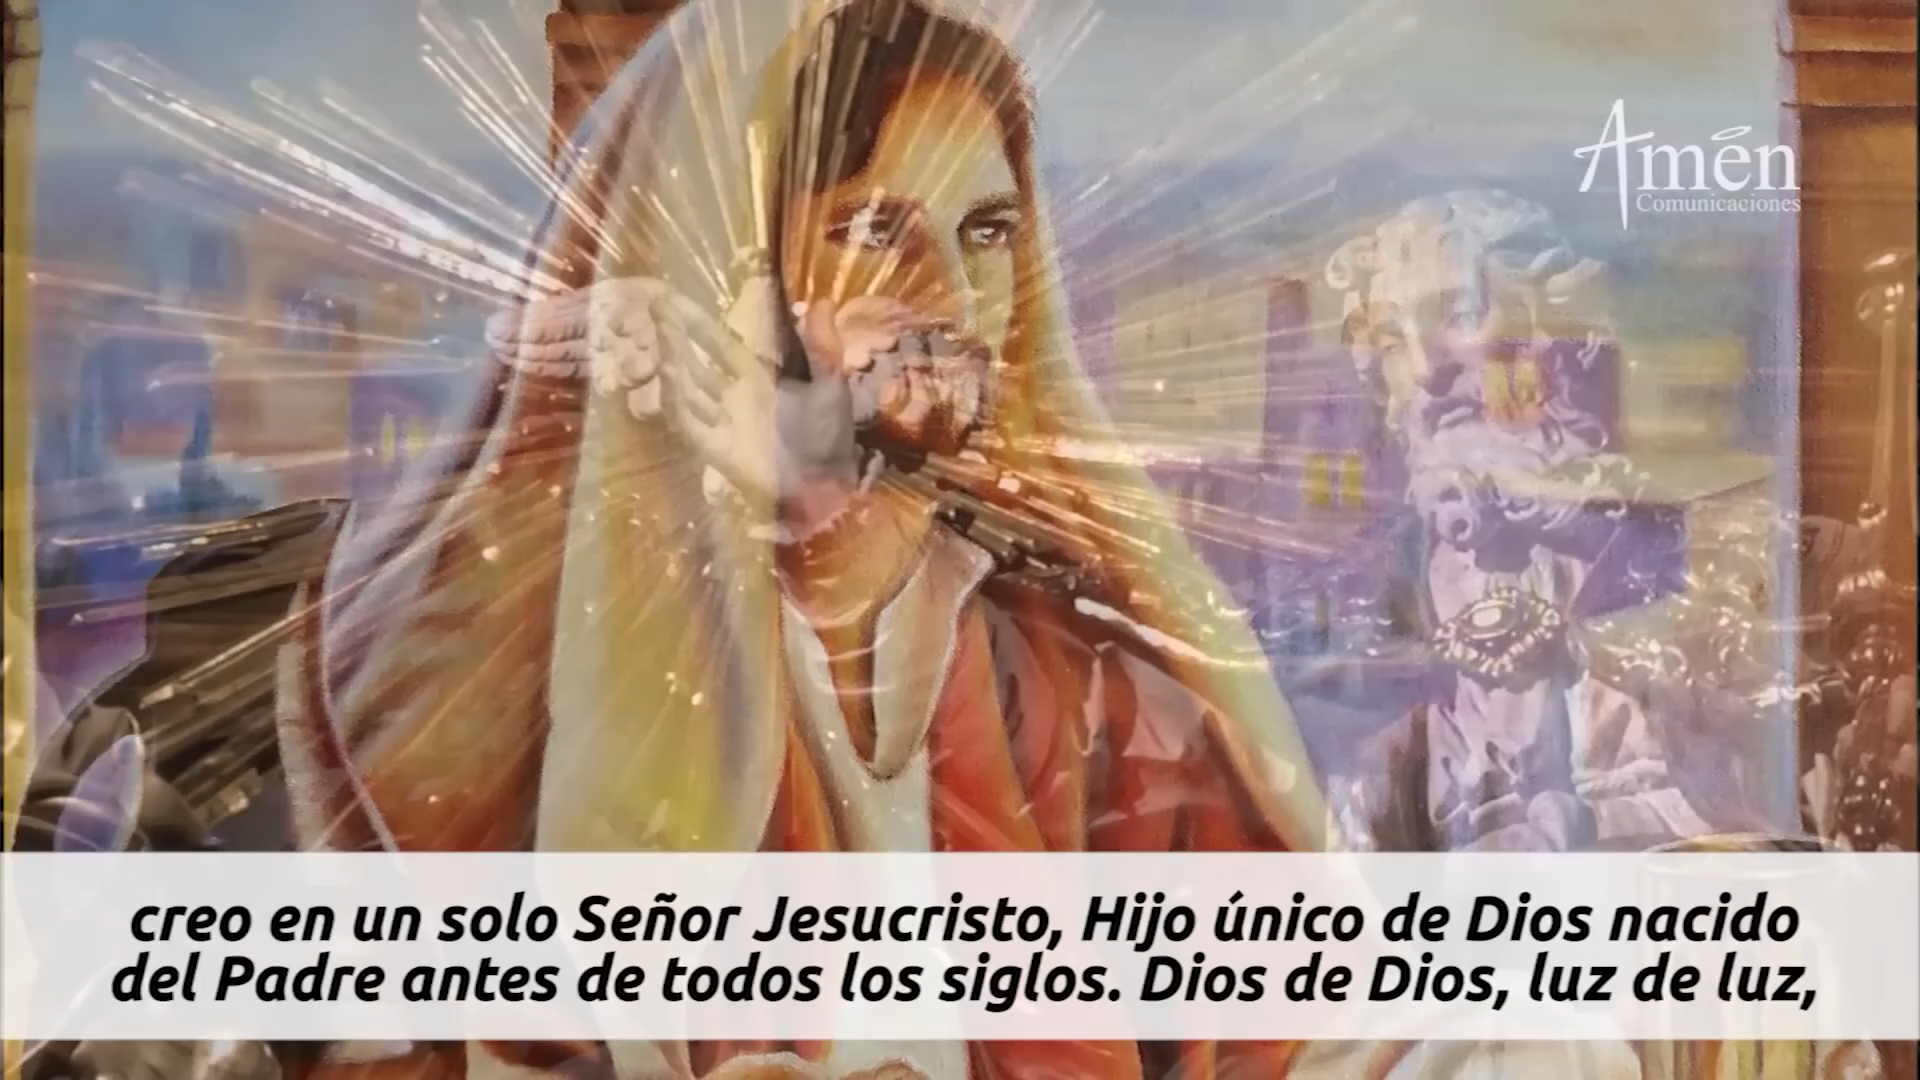 Amén
Comunicaciones
creo en un solo Señor Jesucristo, Hijo único de Dios nacido
del Padre antes de todos los siglos. Dios de Dios, luz de luz,